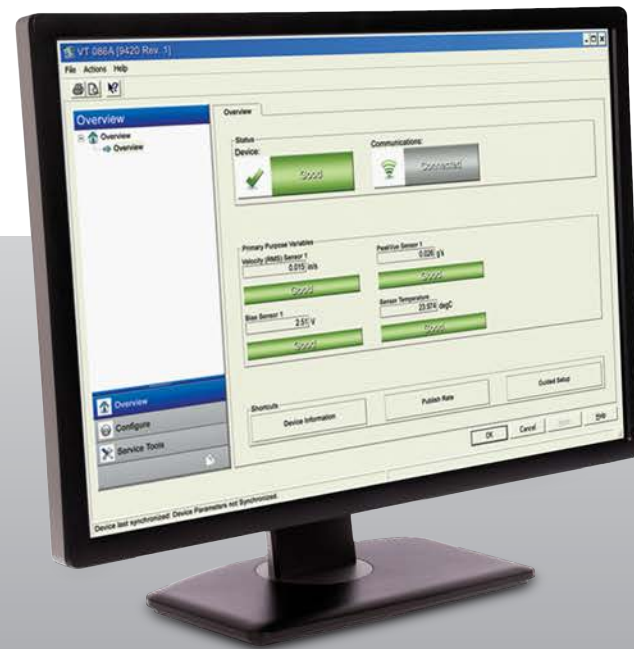 VT 086A [9420 Rev. 1]
File Actions Help
Overview
Overview
Overview
Overview
Status
Device:
Good
Communications:
Connected
Primary Purpose Variables
Velocity (RMS) Sensor 1
0.015 in/s
Good
PeakVue Sensor 1
0.026 g's
Good
Bias Sensor 1
2.51 V
Good
Sensor Temperature
23.974 degC
Good
Shortcuts
Device Information
Publish Rate
Guided Setup
Overview
Configure
Service Tools
OK Cancel Help
Device last synchronized: Device Parameters not Synchronized.